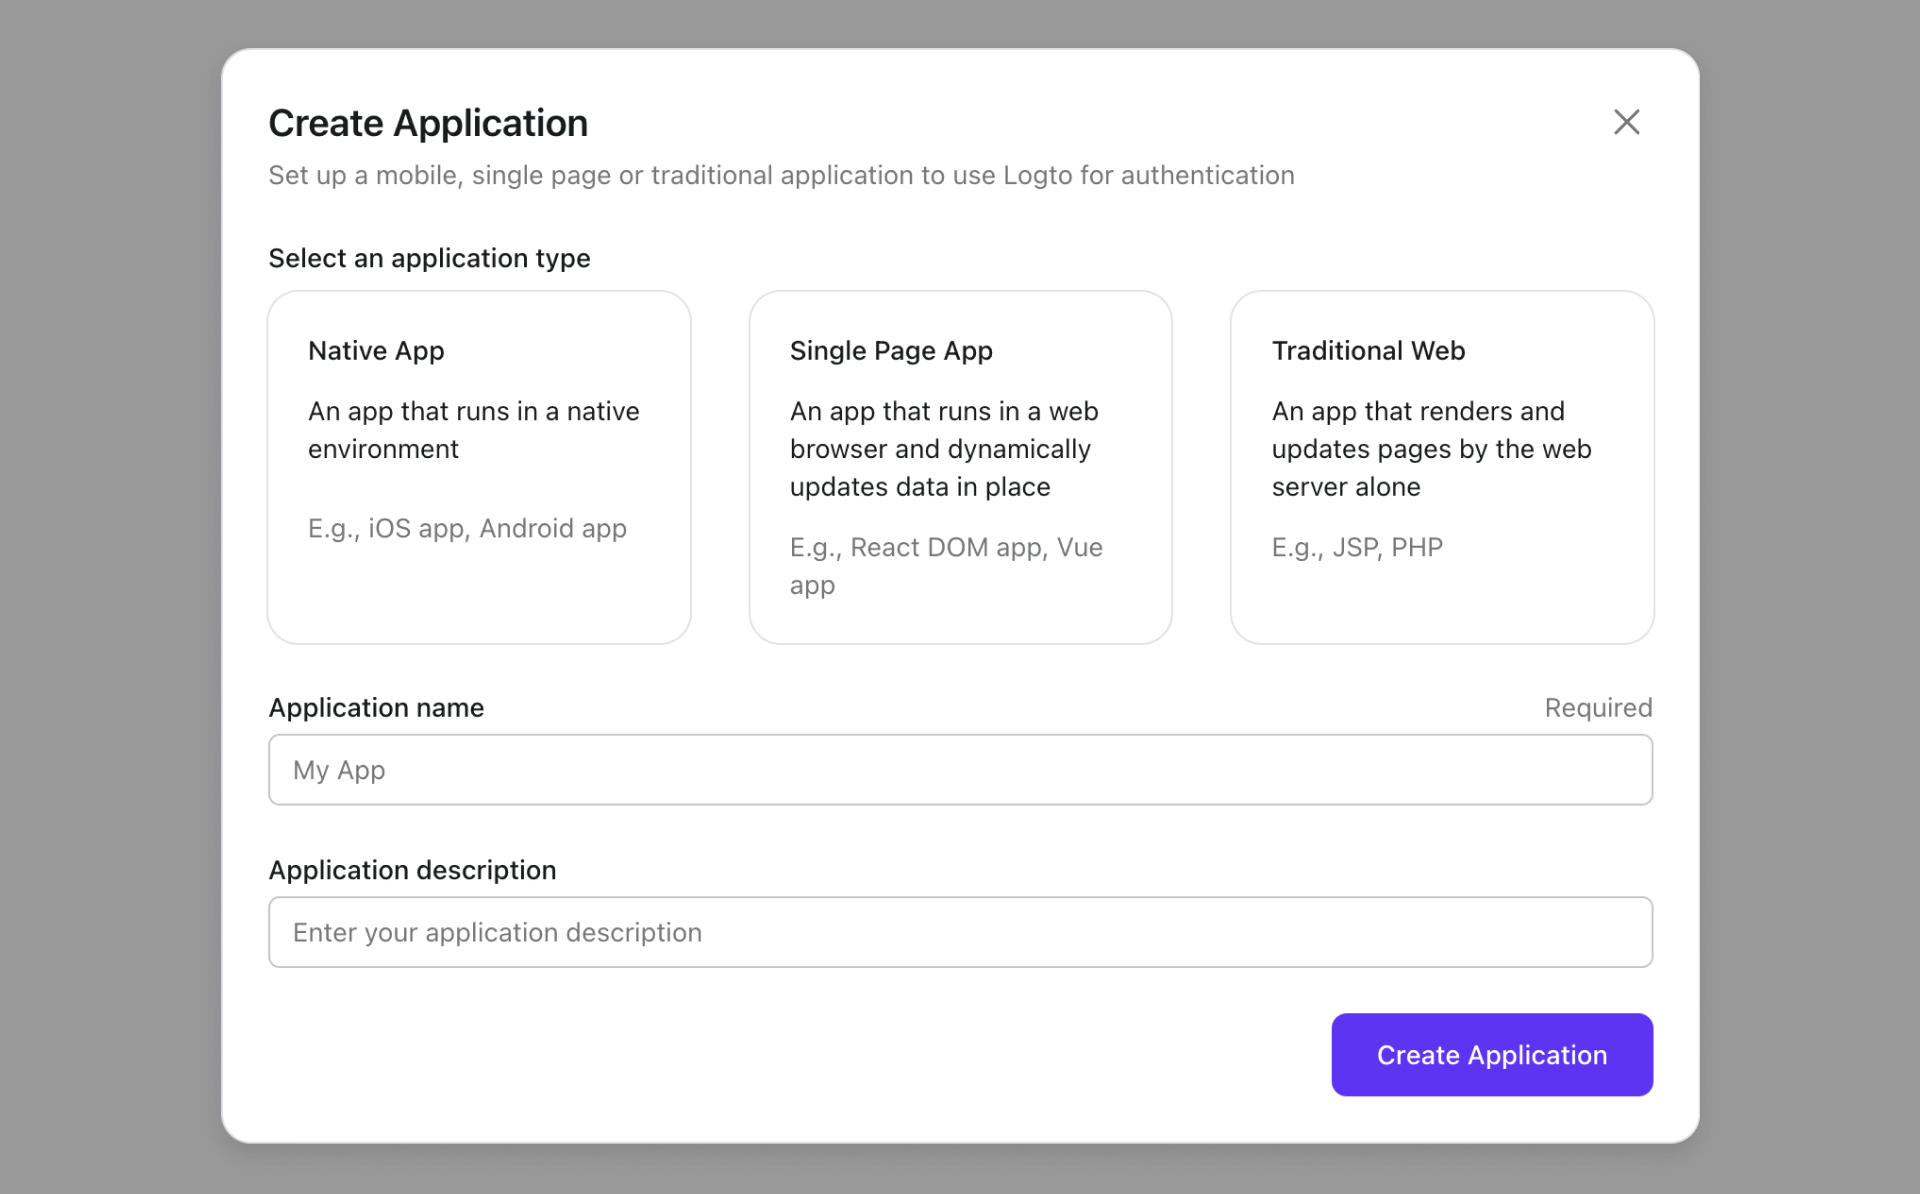 Create Application
Set up a mobile, single page or traditional application to use Logto for authentication
Select an application type
Native App
An app that runs in a native
environment
E.g., iOS app, Android app
Single Page App
An app that runs in a web
browser and dynamically
updates data in place
E.g., React DOM app, Vue
app
Traditional Web
An app that renders and
updates pages by the web
server alone
E.g., JSP, PHP
Application name
Required
My App
Application description
Enter your application description
Create Application